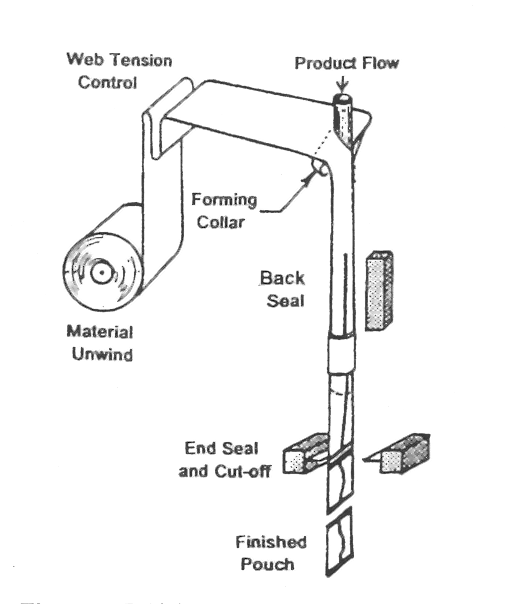 Web Tension
Control
Product Flow
Forming
Collar
Back
Seal
Material
Unwind
End Seal
and Cut-off
Finished
Pouch